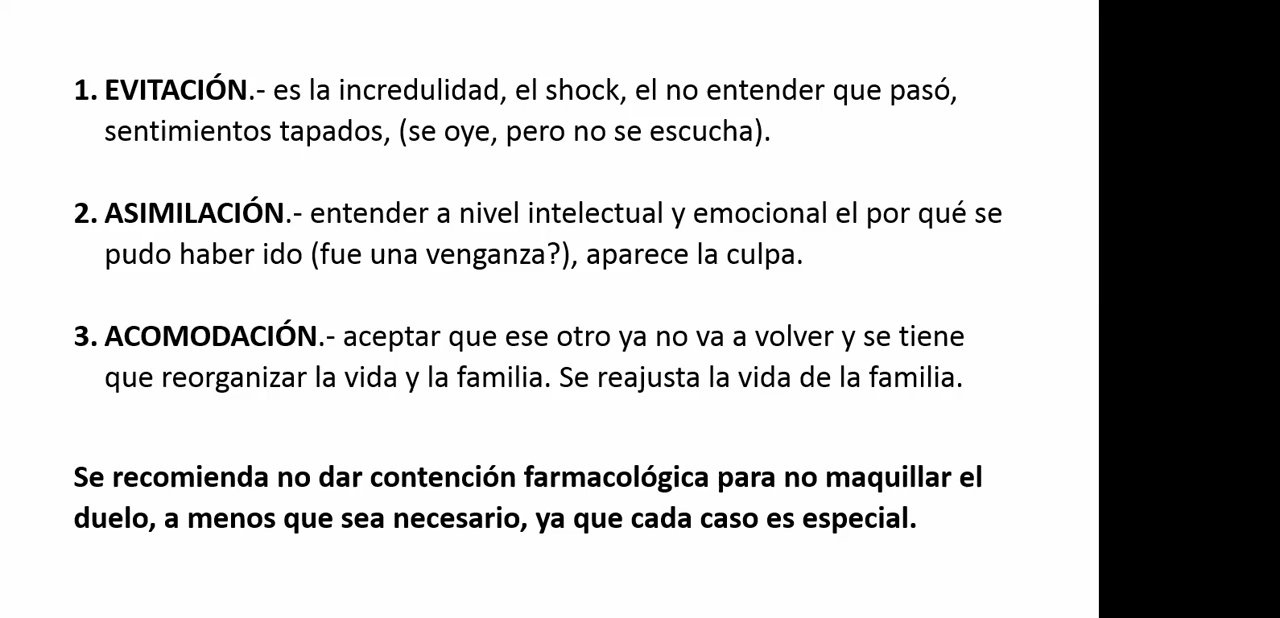 1. EVITACIÓN.- es la incredulidad, el shock, el no entender que pasó,
sentimientos tapados, (se oye, pero no se escucha).
2. ASIMILACIÓN.- entender a nivel intelectual y emocional el por qué se
pudo haber ido (fue una venganza?), aparece la culpa.
3. ACOMODACIÓN.- aceptar que ese otro ya no va a volver y se tiene
que reorganizar la vida y la familia. Se reajusta la vida de la familia.
Se recomienda no dar contención farmacológica para no maquillar el
duelo, a menos que sea necesario, ya que cada caso es especial.